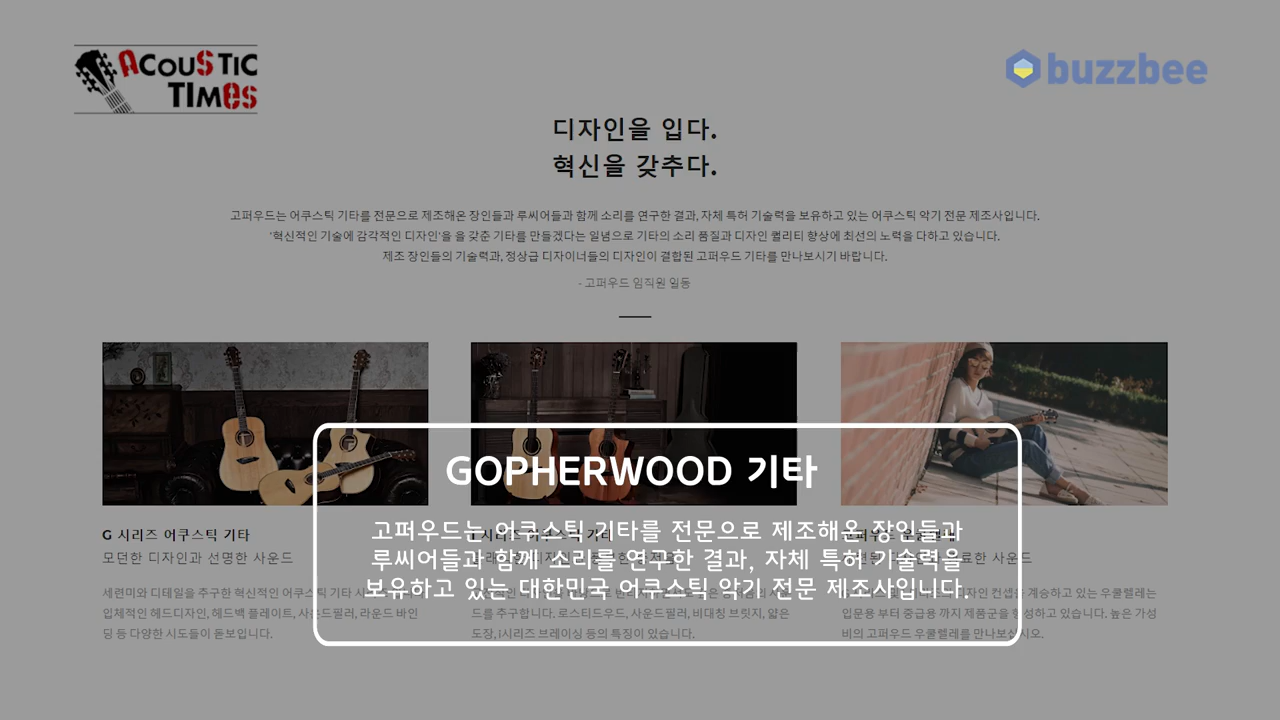 ACOUSTIC
TIMES
buzzbee
디자인을 입다.
혁신을 갖추다.
고퍼우드는 어쿠스틱 기타를 전문으로 제조해온 장인들과 루씨어들과 함께 소리를 연구한 결과, 자체 특허 기술력을 보유하고 있는 어쿠스틱 악기 전문 제조사입니다.
'혁신적인 기술에 감각적인 디자인'을 을 갖춘 기타를 만들겠다는 일념으로 기타의 소리 품질과 디자인 퀄리티 향상에 최선의 노력을 다하고 있습니다.
제조 장인들의 기술력과, 정상급 디자이너들의 디자인이 결합된 고퍼우드 기타를 만나보시기 바랍니다.
- 고퍼우드 임직원 일동
GOPHERWOOD 기타
고퍼우드는 어쿠스틱 기타를 전문으로 제조해온 장인들과
루씨어들과 함께 소리를 연구한 결과, 자체 특허 기술력을
보유하고 있는 대한민국 어쿠스틱 악기 전문 제조사입니다.
G 시리즈 어쿠스틱 기타
모던한 디자인과 선명한 사운드
세련미와 디테일을 추구한 혁신적인 어쿠스틱 기타
입체적인 헤드디자인, 헤드백 플레이트, 사운드필러, 라운드 바인
딩 등 다양한 시도들이 돋보입니다.
드를 추구합니다. 로스티드우드, 사운드필러, 비대칭 브릿지, 얇은
도장, i시리즈 브레이싱 등의 특징이 있습니다.
사운드
계승하고 있는 우쿨렐레는
입문용 부터 중급용 까지 제품군을 형성하고 있습니다. 높은 가성
비의 고퍼우드 우쿨렐레를 만나보십시오.